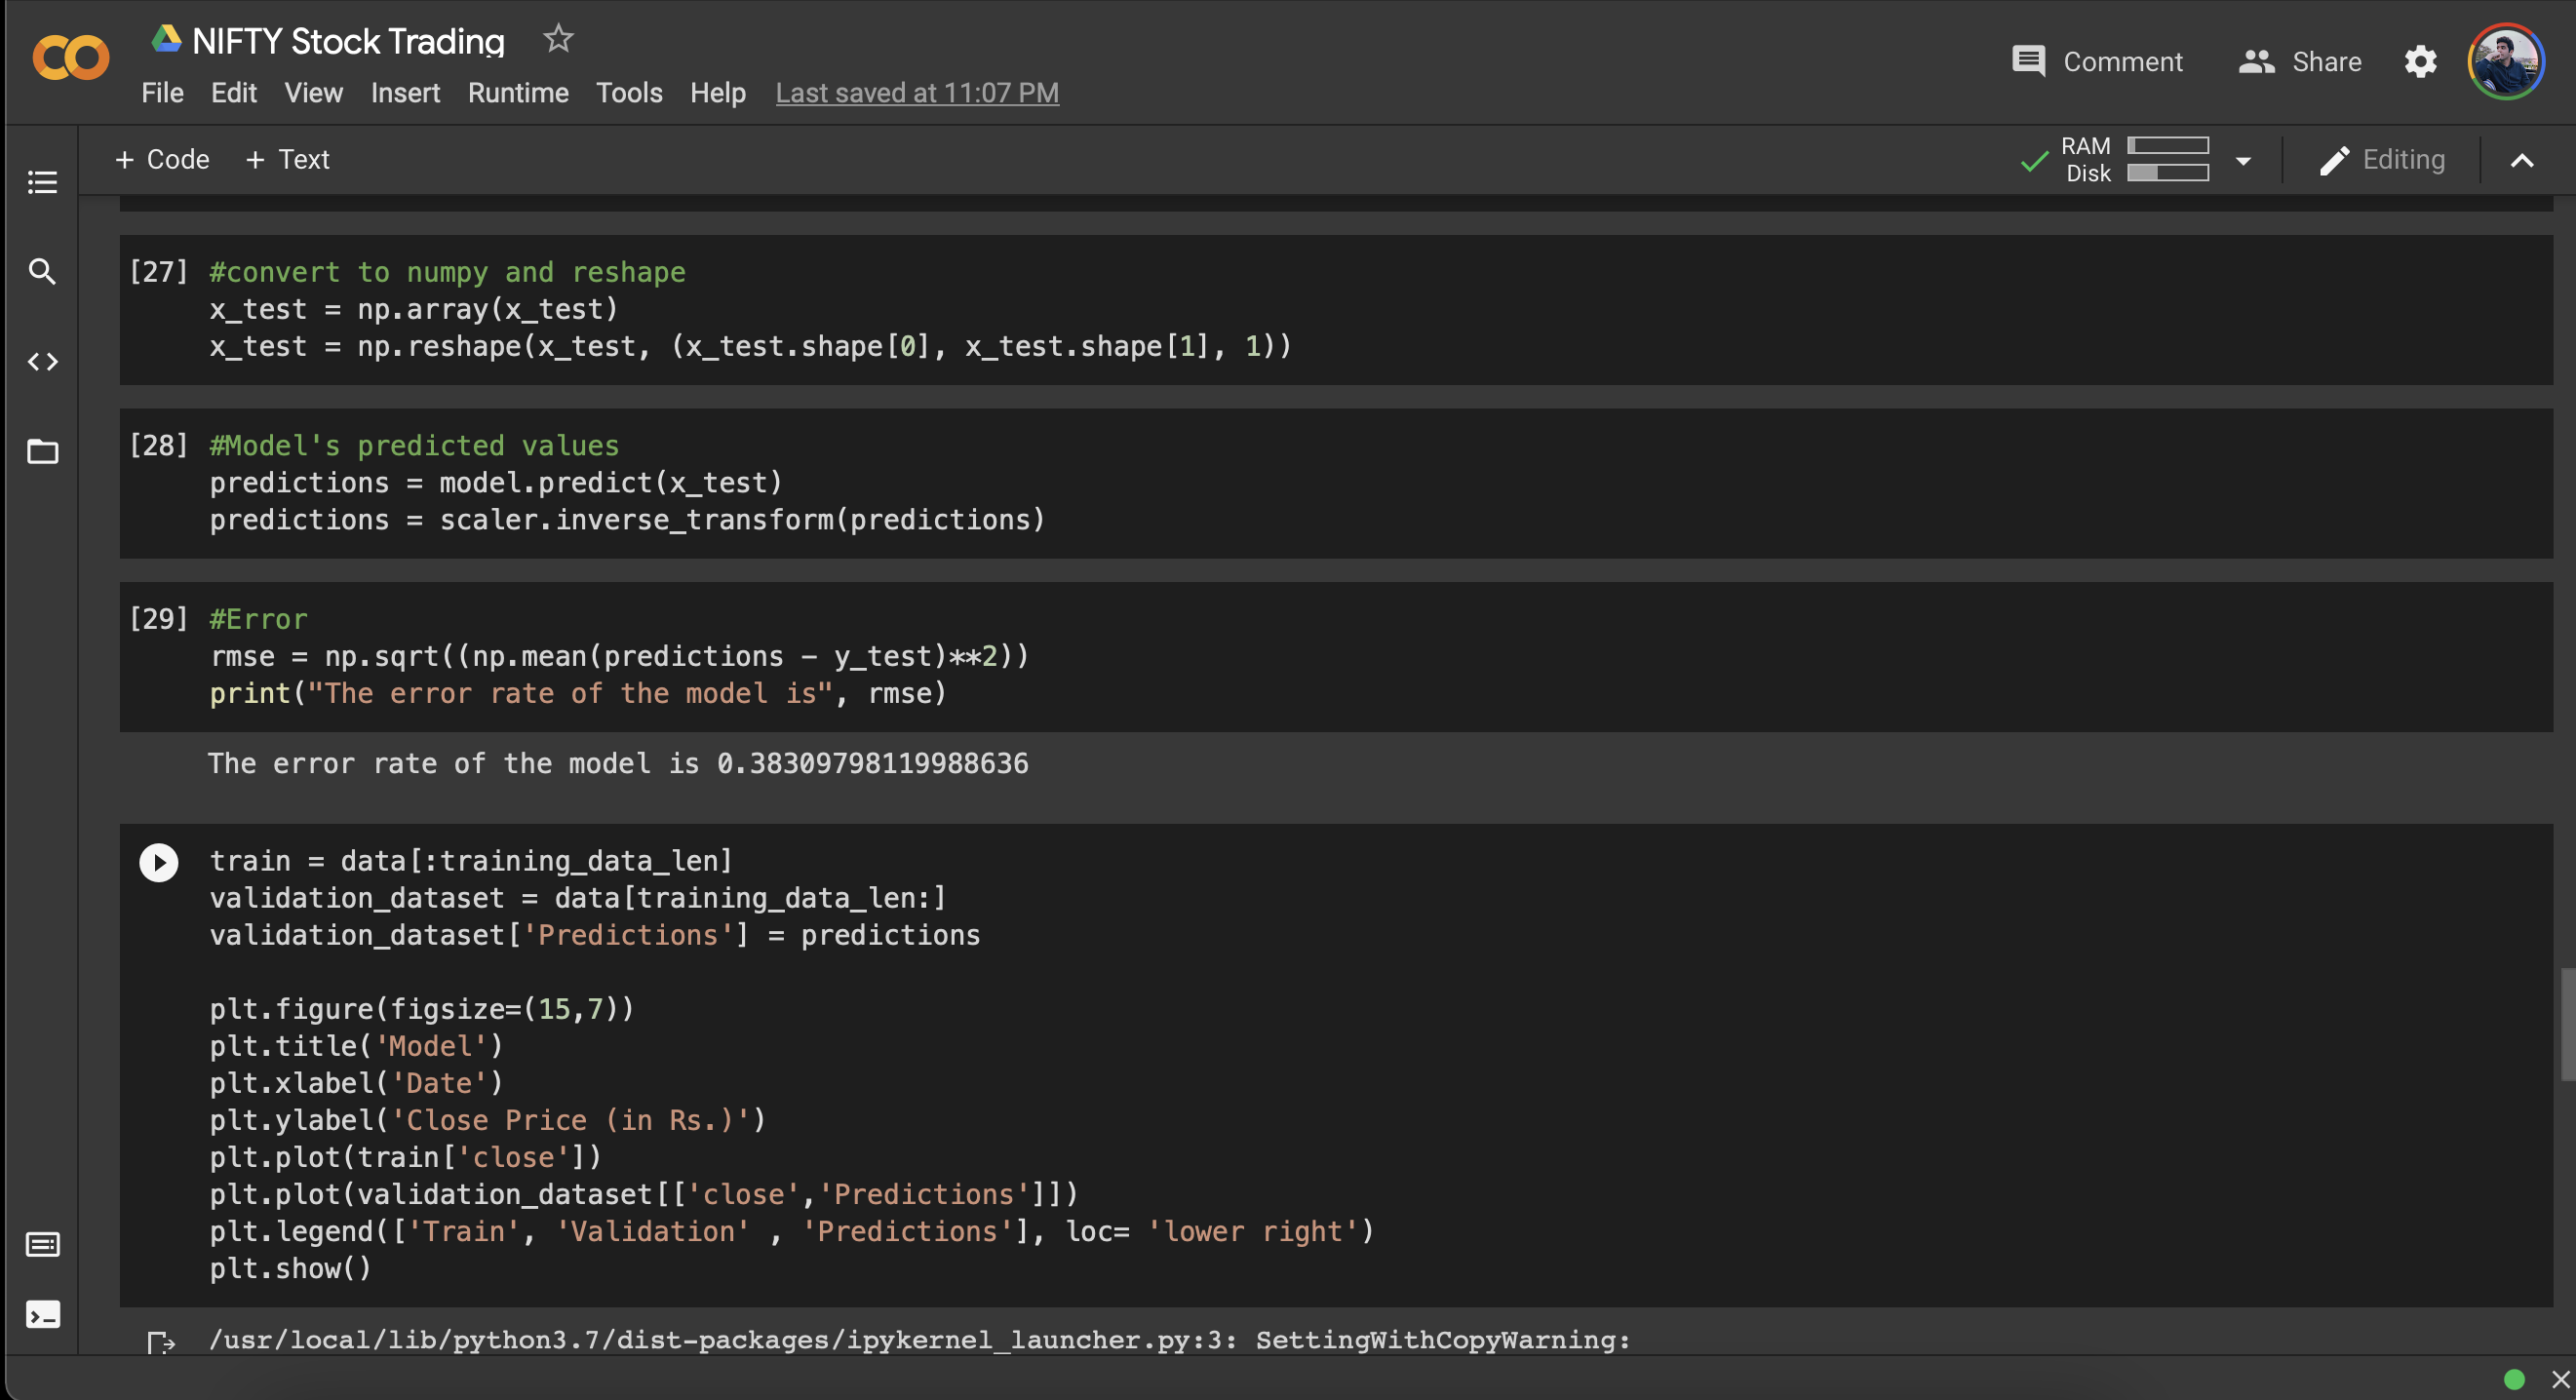 NIFTY Stock Trading
Comment
Share
File Edit View Insert Runtime Tools Help Last saved at 11:07 PM
+ Code + Text
RAM
Disk
Editing
[27] #convert to numpy and reshape
x_test = np.array(x_test)
x_test = np.reshape(x_test, (x_test.shape[0], x_test.shape[1], 1))
[28] #Model's predicted values
predictions = model.predict(x_test)
predictions = scaler.inverse_transform(predictions)
[29] #Error
rmse = np.sqrt((np.mean(predictions - y_test)**2))
print("The error rate of the model is", rmse)
The error rate of the model is 0.38309798119988636
train = data[:training_data_len]
validation_dataset = data[training_data_len:]
validation_dataset['Predictions'] = predictions
plt.figure(figsize=(15,7))
plt.title('Model')
plt.xlabel('Date')
plt.ylabel('Close Price (in Rs.)')
plt.plot(train['close'])
plt.plot(validation_dataset[['close','Predictions']])
plt.legend(['Train', 'Validation' , 'Predictions'], loc= 'lower right')
plt.show()
/usr/local/lib/python3.7/dist-packages/ipykernel_launcher.py:3: SettingWithCopyWarning: